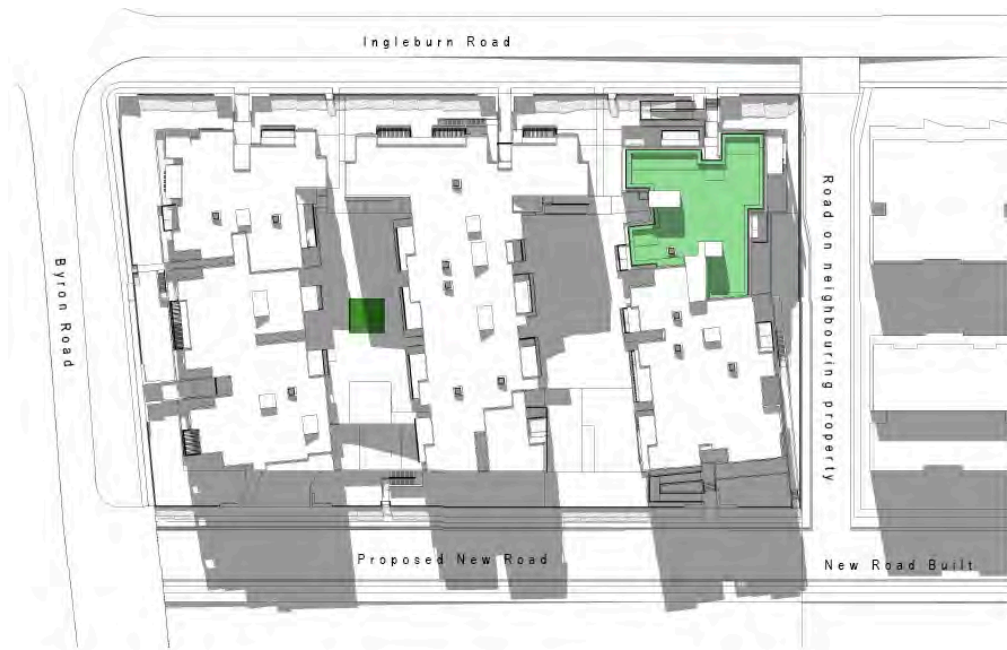 Ingleburn Road
Byron Road
Road on neighbouring property
Proposed New Road
New Road Built